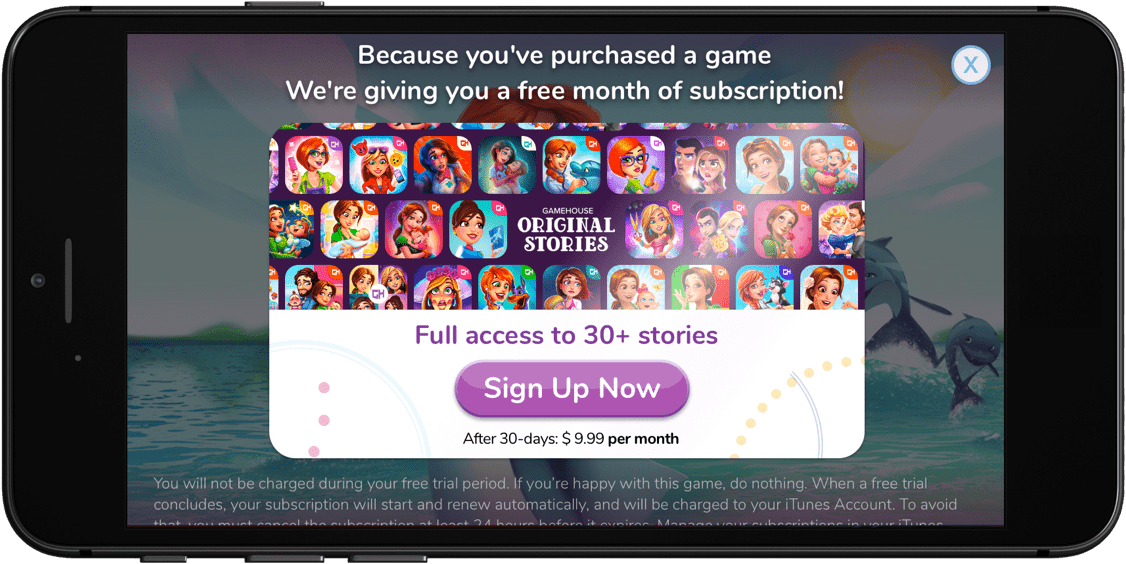 Because you've purchased a game
We're giving you a free month of subscription!
X
GAMEHOUSE
ORIGINAL
STORIES
Full access to 30+ stories
Sign Up Now
After 30-days: $ 9.99 per month
You will not be charged during your free trial period. If you're happy with this game, do nothing. When a free trial
concludes, your subscription will start and renew automatically, and will be charged to your iTunes Account. To avoid
that, you must cancel the subscription at least 24 hours before it expires. Manage your subscriptions in your iTunes